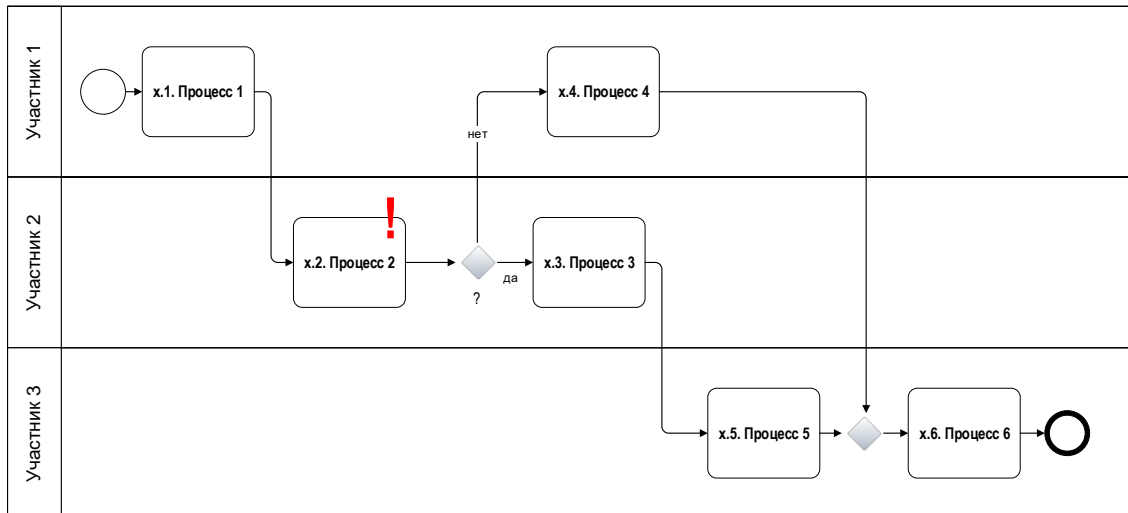 Участник 1
х.1. Процесс 1
х.4. Процесс 4
нет
Участник 2
!
х.2. Процесс 2
?
да
х.3. Процесс 3
Участник 3
х.5. Процесс 5
х.6. Процесс 6